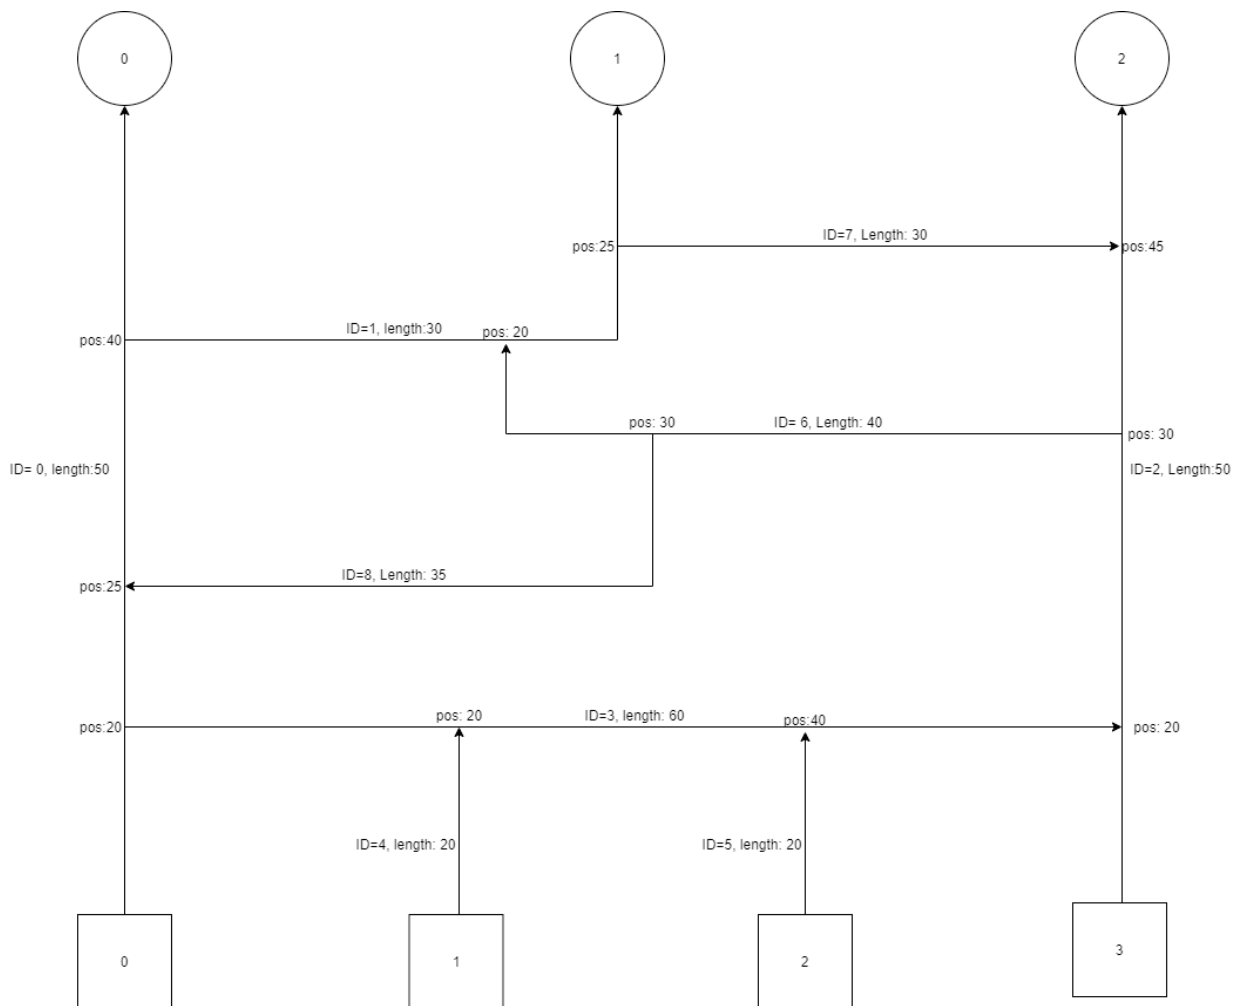 0
1
2
ID=7, Length: 30
pos:25
pos:45
ID=1, length:30
pos: 20
pos:40
pos: 30
ID= 6, Length: 40
pos: 30
ID= 0, length:50
ID=2, Length:50
ID=8, Length: 35
pos:25
pos: 20
ID=3, length: 60
pos:40
pos:20
pos: 20
ID=4, length: 20
ID=5, length: 20
0
1
2
3